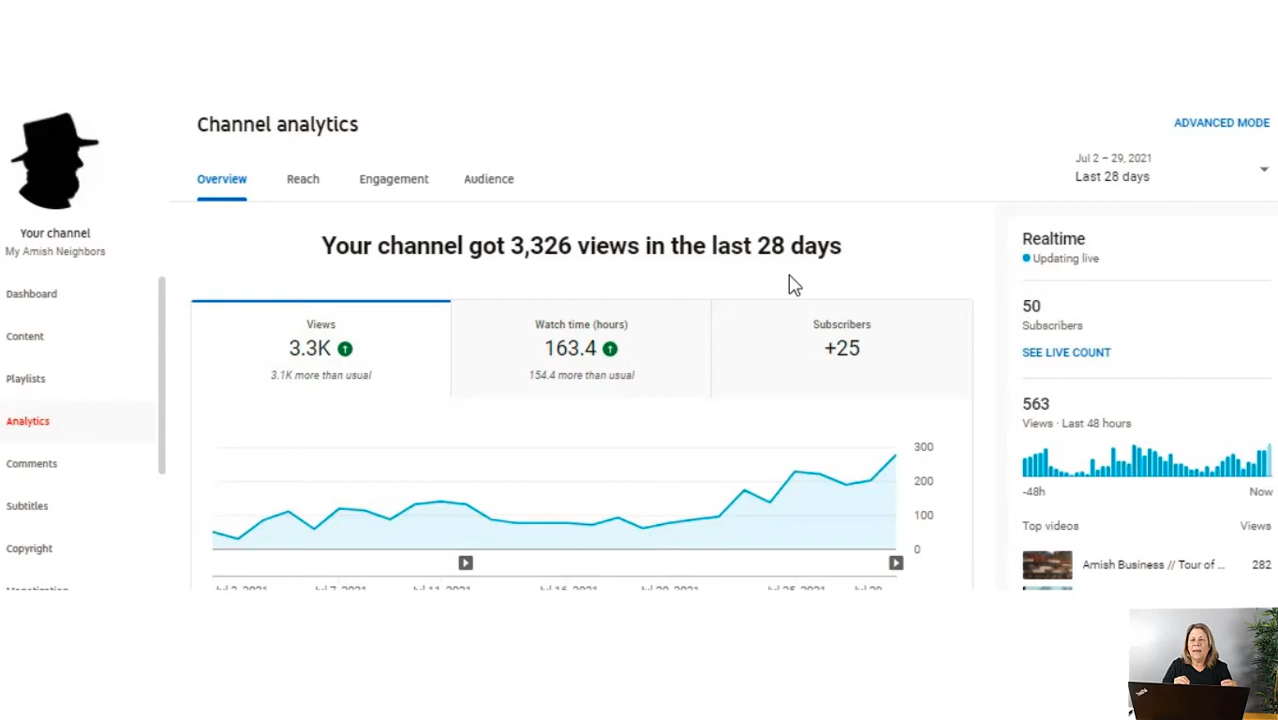 Channel analytics
ADVANCED MODE
Jul 2 – 29, 2021
Last 28 days
Overview
Reach
Engagement
Audience
Your channel
My Amish Neighbors
Dashboard
Content
Playlists
Analytics
Comments
Subtitles
Copyright
Your channel got 3,326 views in the last 28 days
Views
3.3K
3.1K more than usual
Watch time (hours)
163.4
154.4 more than usual
Subscribers
+25
300
200
100
0
Realtime
Updating live
50
Subscribers
SEE LIVE COUNT
563
Views · Last 48 hours
-48h
Now
Top videos
Views
Amish Business // Tour of ...
282